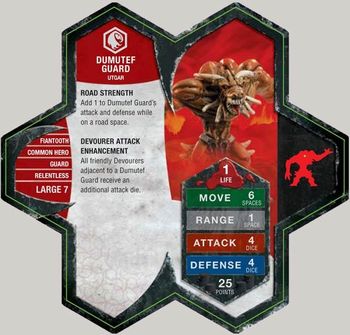 DUMUTEF
GUARD
UTGAR
ROAD STRENGTH
Add 1 to Dumutef Guard's
attack and defense while
on a road space.
DEVOURER ATTACK
ENHANCEMENT
All friendly Devourers
adjacent to a Dumutef
Guard receive an
additional attack die.
FIANTOOTH
COMMON HERO
GUARD
RELENTLESS
LARGE 7
1
LIFE
MOVE 6 SPACES
RANGE 1 SPACE
ATTACK 4 DICE
DEFENSE 4 DICE
25
POINTS